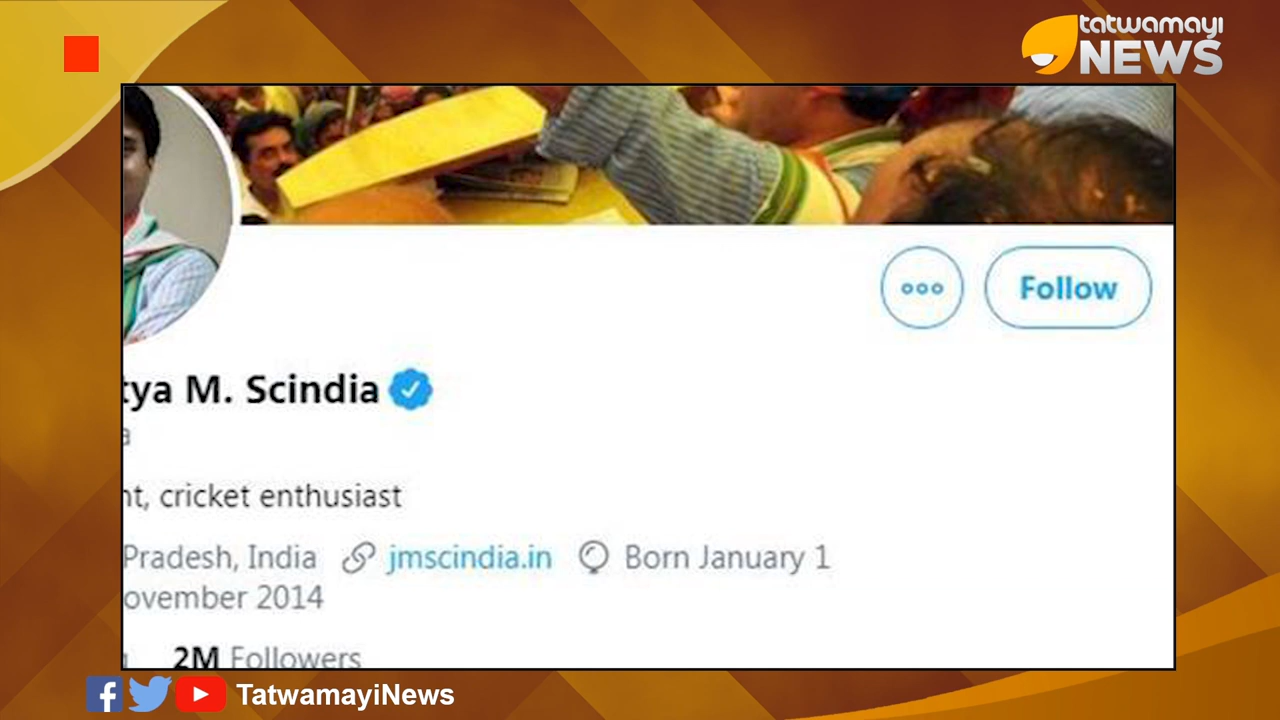 tatwamayi
NEWS
Follow
tya M. Scindia
a
nt, cricket enthusiast
Pradesh, India jmscindia.in Born January 1
ovember 2014
2M Followers
TatwamayiNews